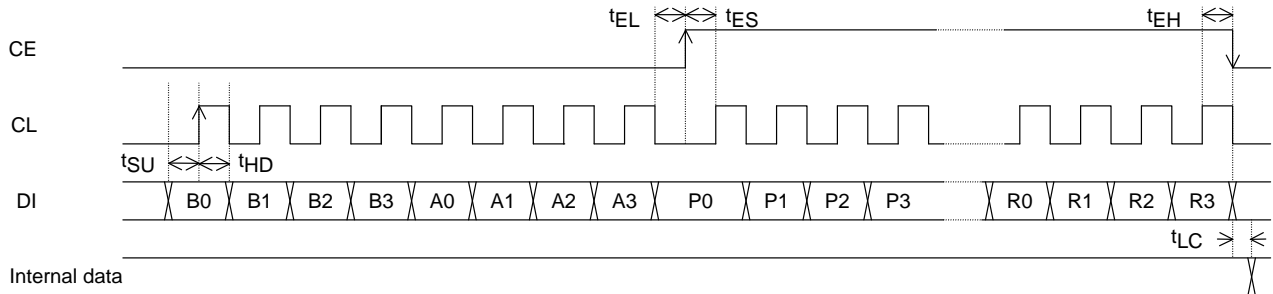 tEL tES tEH
CE
CL
tSU tHD
DI B0 B1 B2 B3 A0 A1 A2 A3 P0 P1 P2 P3 R0 R1 R2 R3
tLC
Internal data